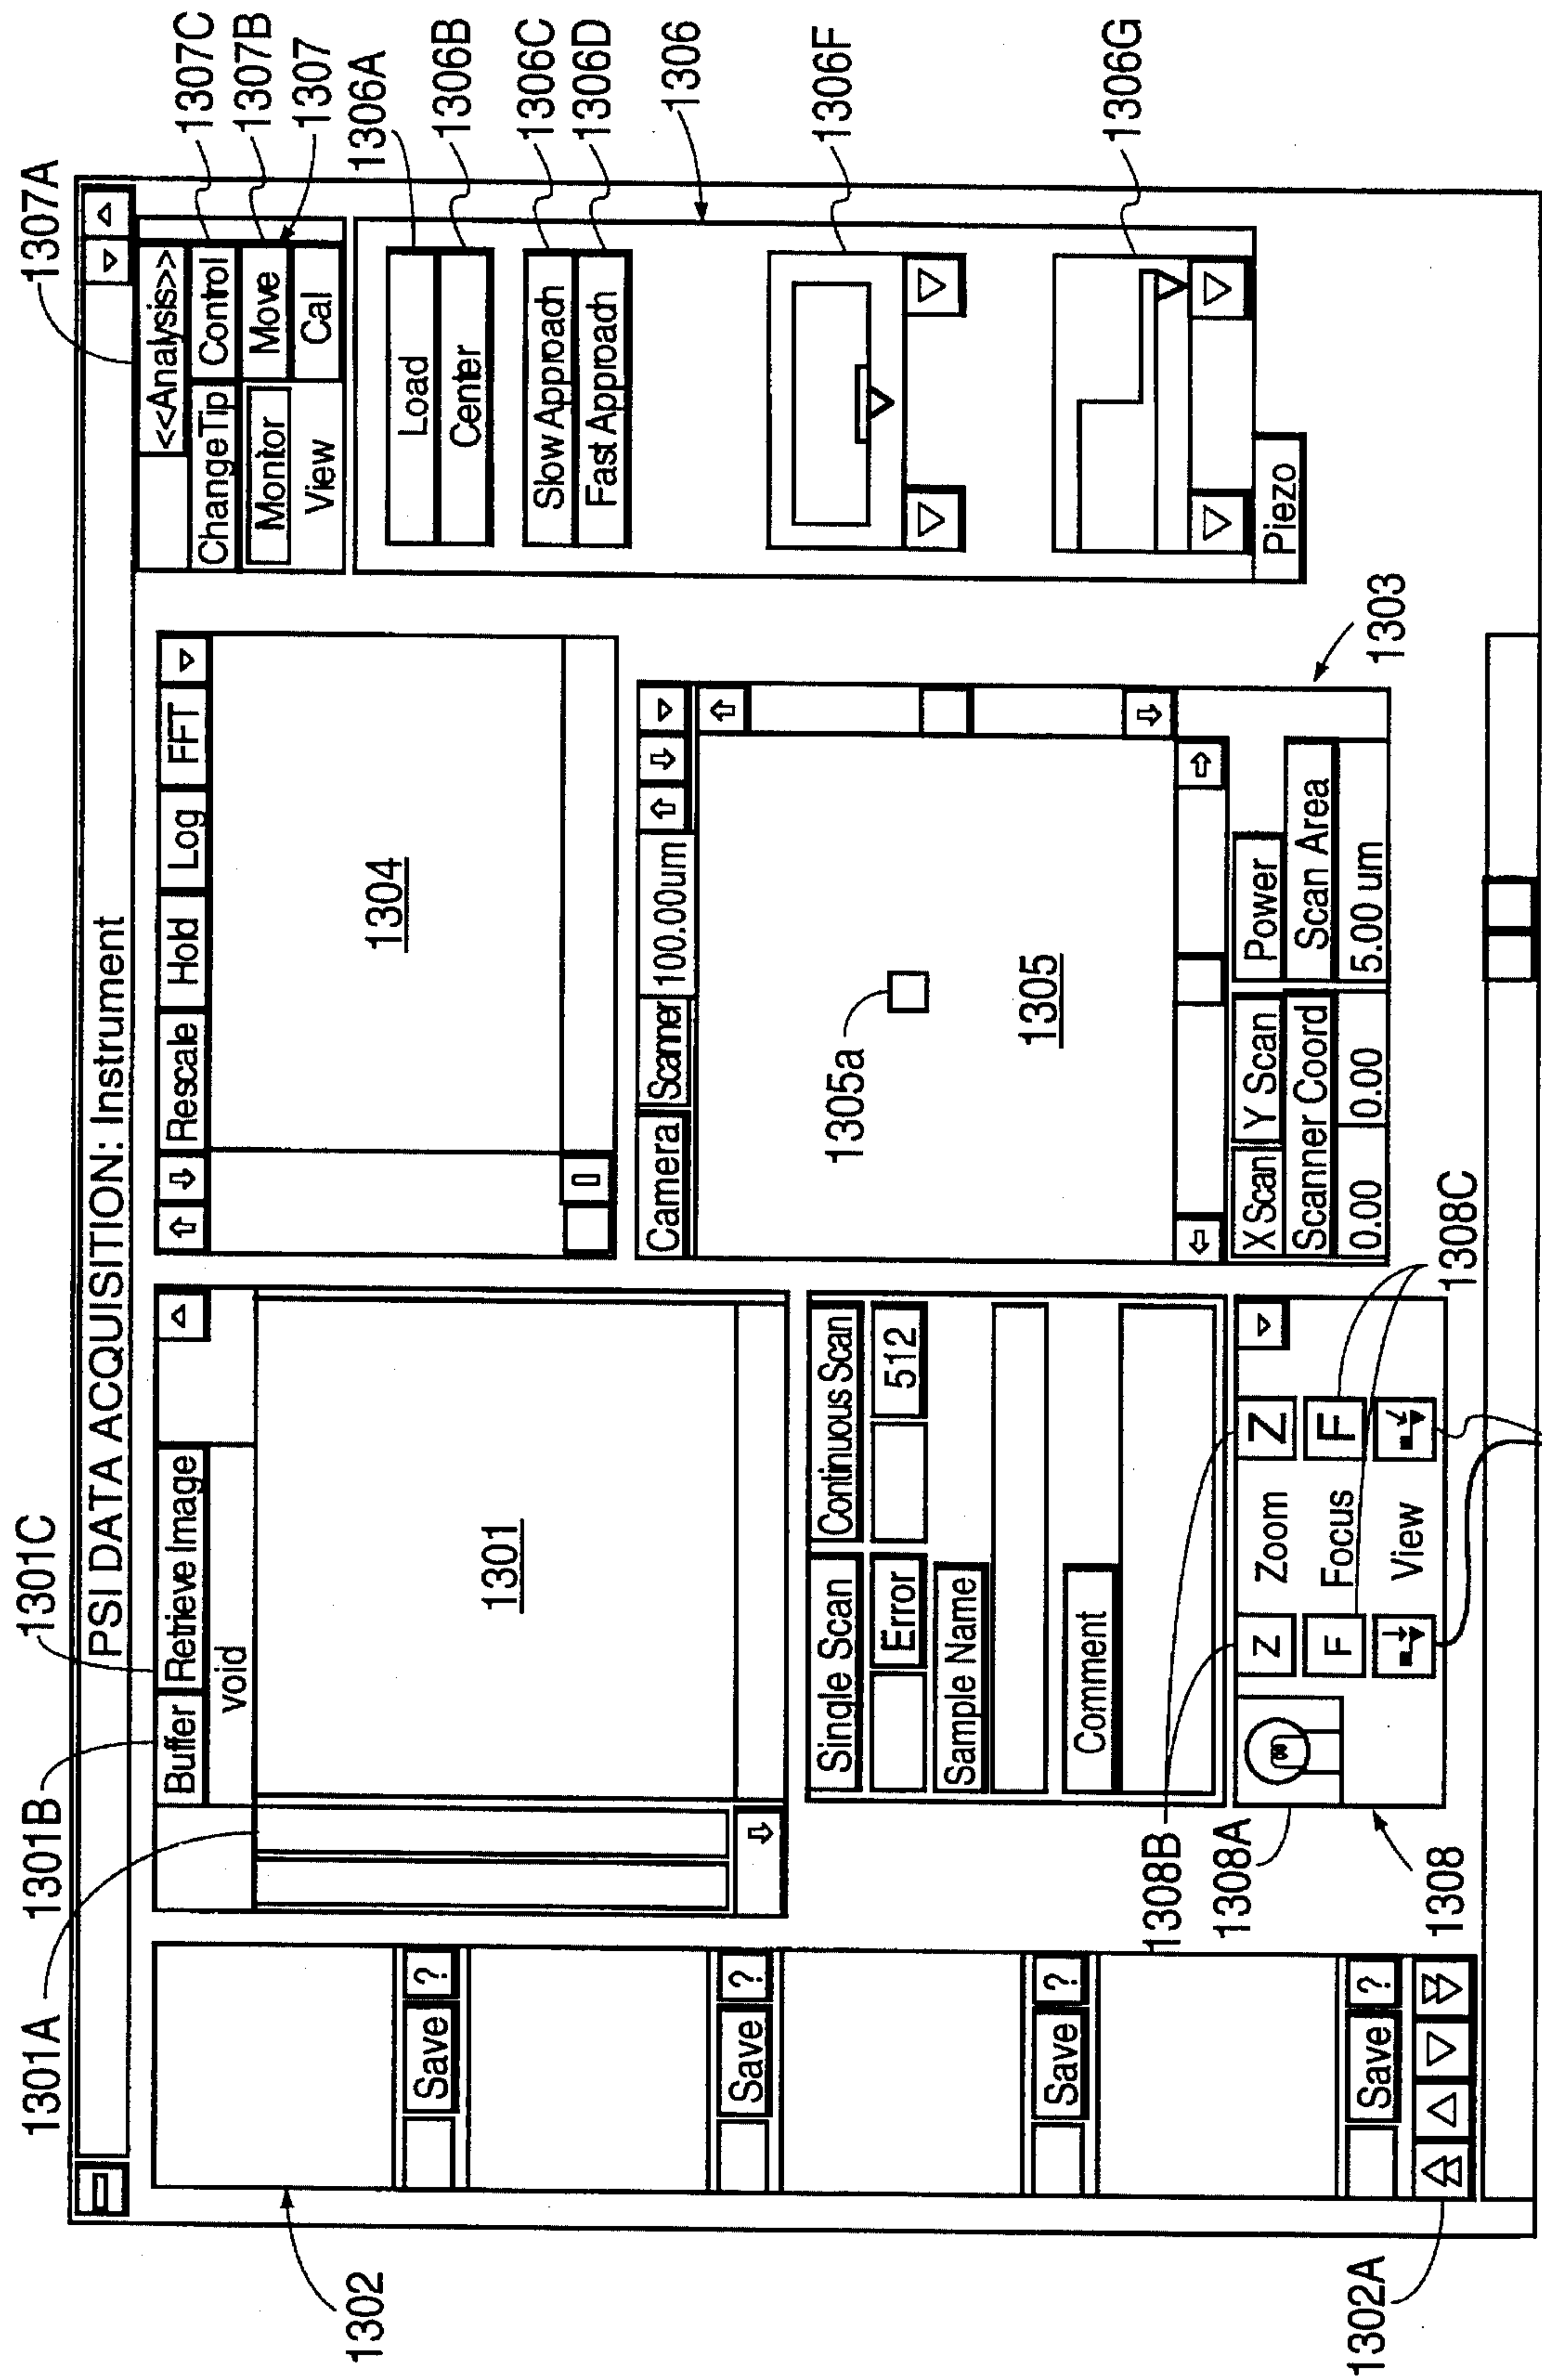 PSI DATA ACQUISITION: Instrument
1301A
1301B
1301C
1307A
Buffer Retrieve Image
void
1301
Rescale Hold Log FFT
1304
<<Analysis>>
Change Tip Control
Monitor Move
View Cal
1307C
1307B
1307
1306A
Load
Center
1306B
Slow Approach
Fast Approach
1306C
1306D
1306
1306F
1306G
Piezo
Save ?
Save ?
Save ?
Save ?
1302
1302A
Single Scan Continuous Scan
Error 512
Sample Name
Comment
Camera Scanner 100.00um
1305a
1305
X Scan Y Scan Power
Scanner Coord Scan Area
0.00 0.00 5.00 um
1303
1308B
1308A
1308
Z Zoom Z
F Focus F
View
1308C